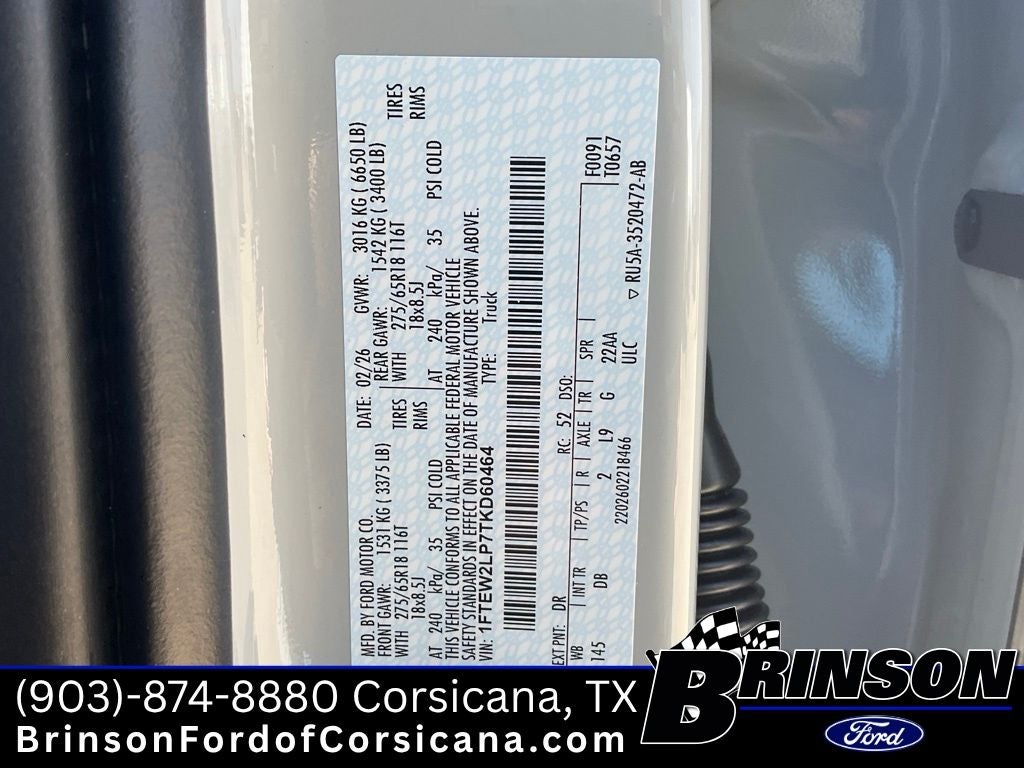 MFD. BY FORD MOTOR CO.
DATE: 02/26 GVWR: 3016 KG ( 6650 LB)
FRONT GAWR: 1531 KG ( 3375 LB)
REAR GAWR: 1542 KG ( 3400 LB)
WITH 275/65R18 116T TIRES
WITH 275/65R18 116T TIRES
18x8.5J RIMS
18x8.5J RIMS
AT 240 kPa/ 35 PSI COLD
AT 240 kPa/ 35 PSI COLD
THIS VEHICLE CONFORMS TO ALL APPLICABLE FEDERAL MOTOR VEHICLE
SAFETY STANDARDS IN EFFECT ON THE DATE OF MANUFACTURE SHOWN ABOVE.
VIN: 1FTEW2LP7TKD60464 TYPE: Truck
EXT PNT: DR RC: 52 DSO: F0091
WB INT TR TP/PS R AXLE TR SPR T0657
145 DB 2 L9 G 22AA
2202602218466 ULC ▽ RU5A-3520472-AB
(903)-874-8880 Corsicana, TX
BrinsonFordofCorsicana.com
BRINSON
Ford